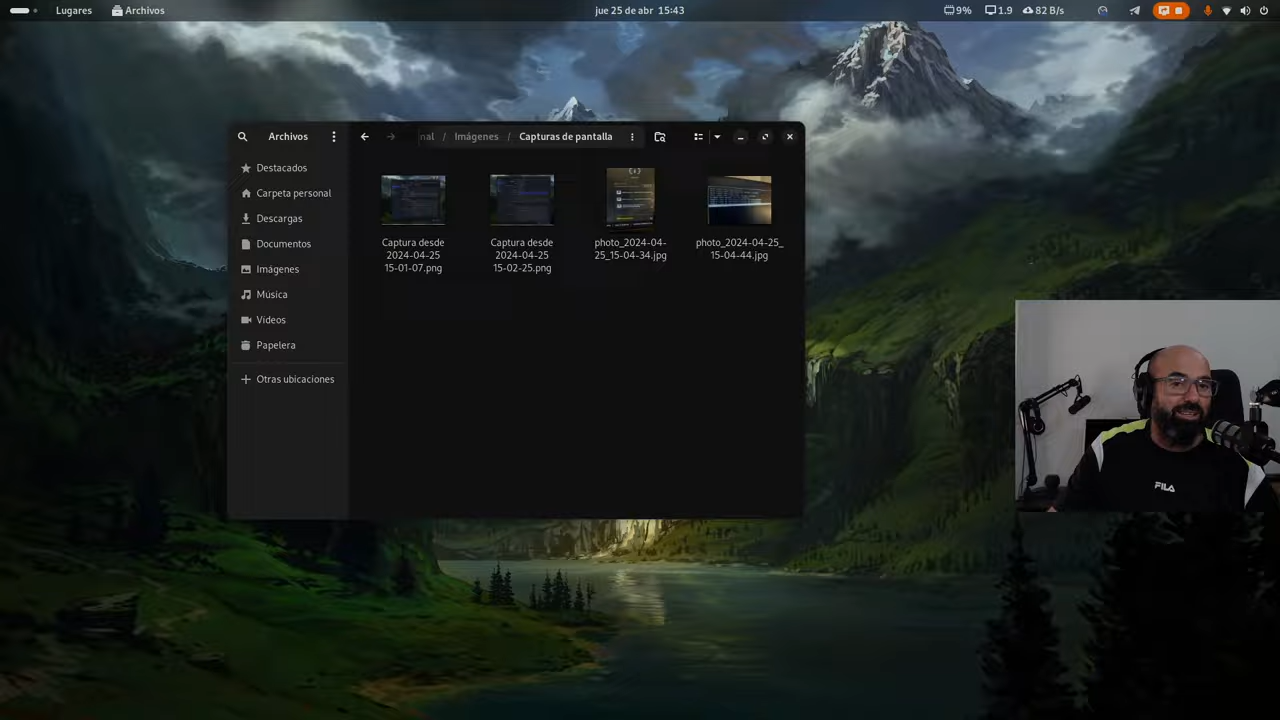 Lugares Archivos jue 25 de abr 15:43 9% 1.9 82 B/s
Archivos nal / Imágenes / Capturas de pantalla
Destacados
Carpeta personal
Descargas
Documentos
Imágenes
Música
Vídeos
Papelera
Otras ubicaciones
Captura desde
2024-04-25
15-01-07.png
Captura desde
2024-04-25
15-02-25.png
photo_2024-04-
25_15-04-34.jpg
photo_2024-04-25_
15-04-44.jpg
FILA